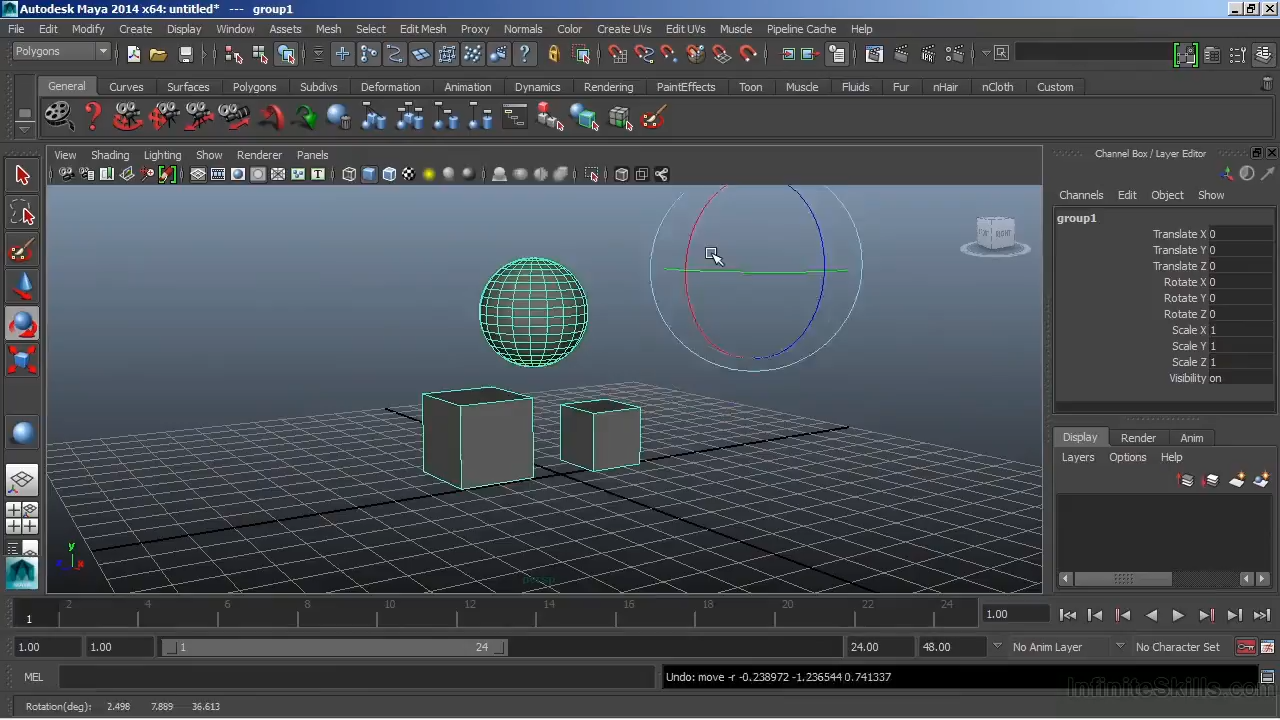 Autodesk Maya 2014 x64: untitled* --- group1
File Edit Modify Create Display Window Assets Mesh Select Edit Mesh Proxy Normals Color Create UVs Edit UVs Muscle Pipeline Cache Help
Polygons
General Curves Surfaces Polygons Subdivs Deformation Animation Dynamics Rendering PaintEffects Toon Muscle Fluids Fur nHair nCloth Custom
View Shading Lighting Show Renderer Panels
Channel Box / Layer Editor
Channels Edit Object Show
group1
Translate X 0
Translate Y 0
Translate Z 0
Rotate X 0
Rotate Y 0
Rotate Z 0
Scale X 1
Scale Y 1
Scale Z 1
Visibility on
RIGHT
Display Render Anim
Layers Options Help
y
x
persp
2 4 6 8 10 12 14 16 18 20 22 24
1
1.00
1.00 1.00 1 24 24.00 48.00 No Anim Layer No Character Set
MEL
Undo: move -r -0.238972 -1.236544 0.741337
InfiniteSkills.com
Rotation(deg): 2.498 7.889 36.613